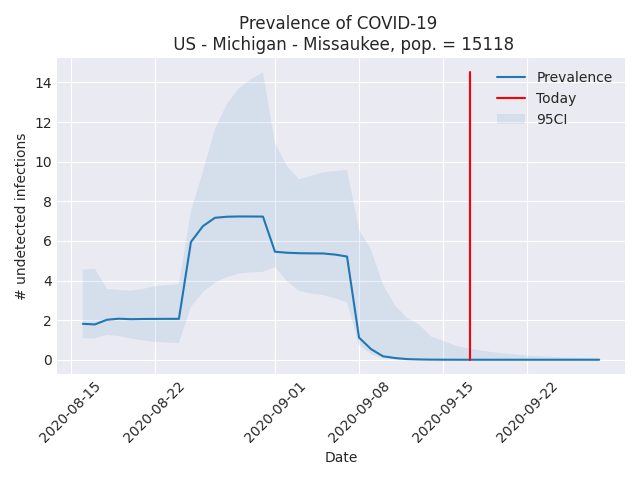 Prevalence of COVID-19
US - Michigan - Missaukee, pop. = 15118
# undetected infections
14
12
10
8
6
4
2
0
Prevalence
Today
95CI
2020-08-15
2020-08-22
2020-09-01
2020-09-08
2020-09-15
2020-09-22
Date